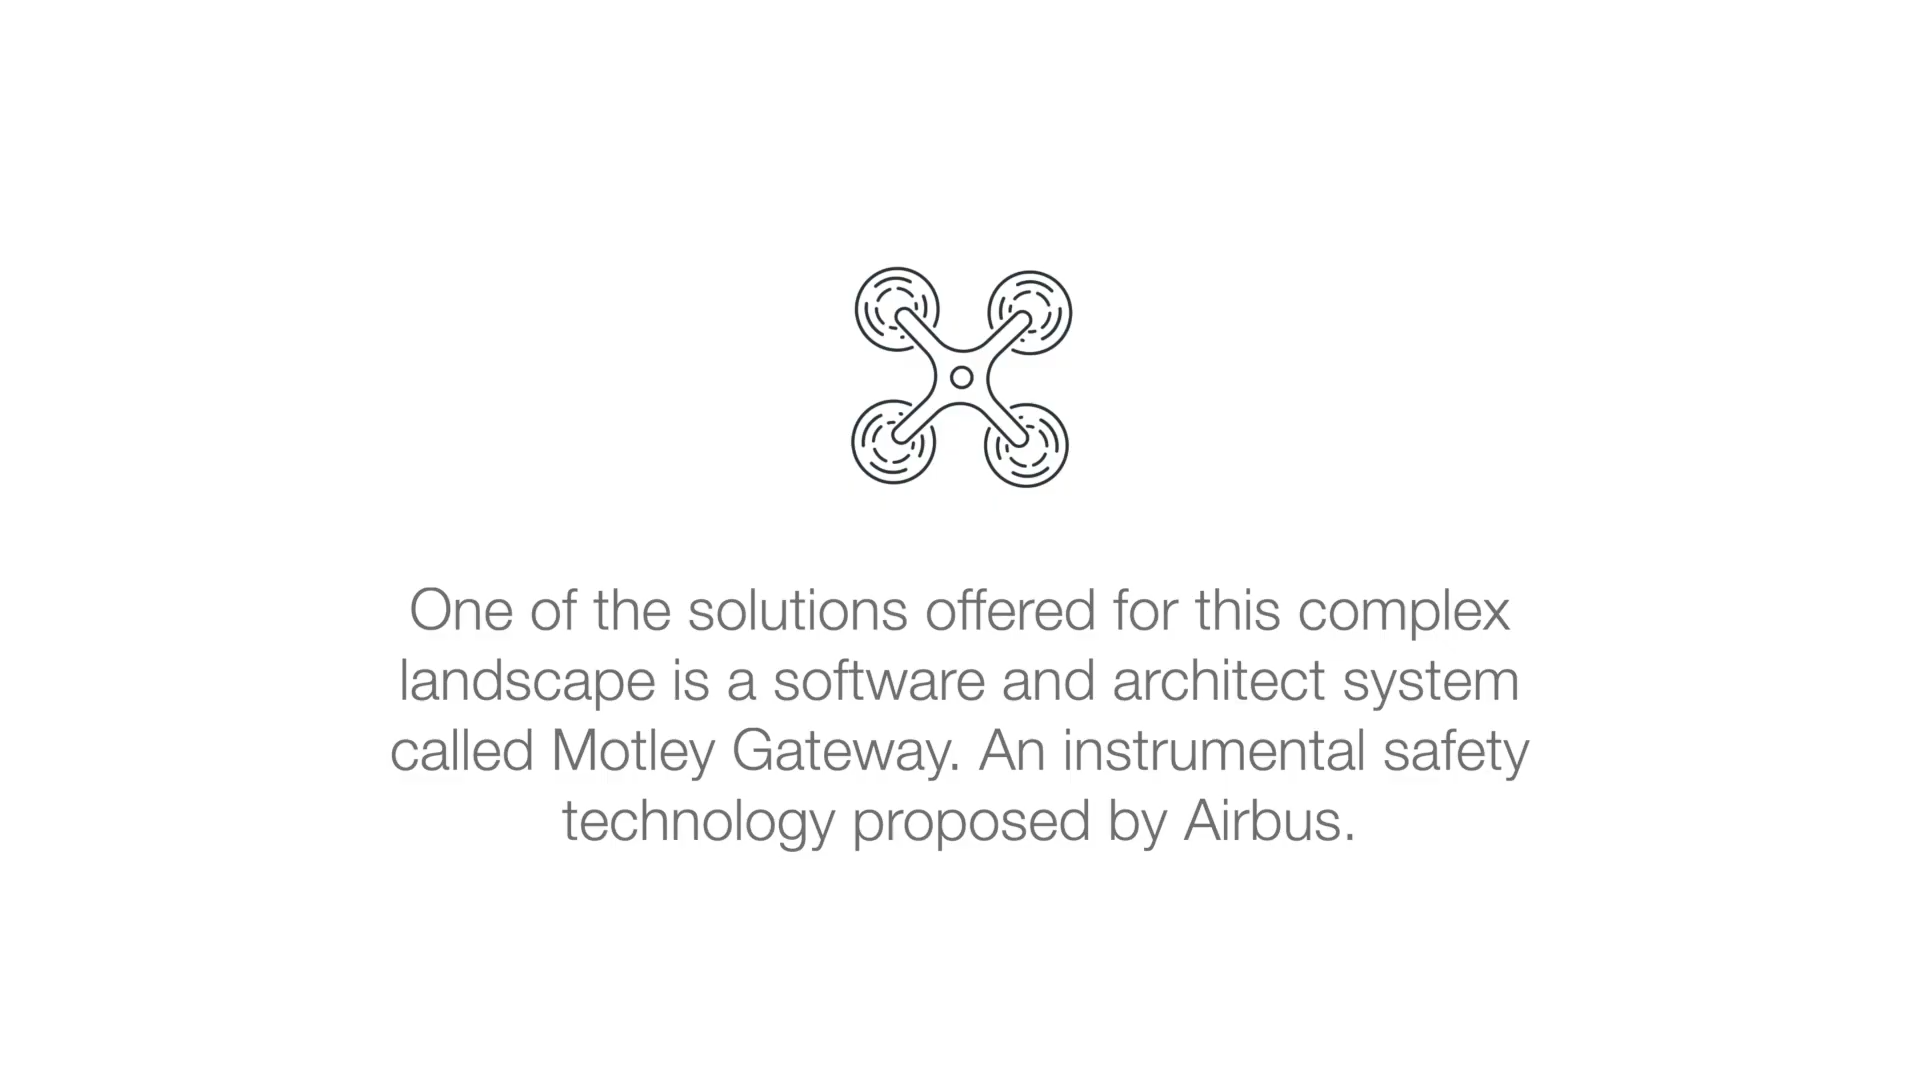 One of the solutions offered for this complex
landscape is a software and architect system
called Motley Gateway. An instrumental safety
technology proposed by Airbus.